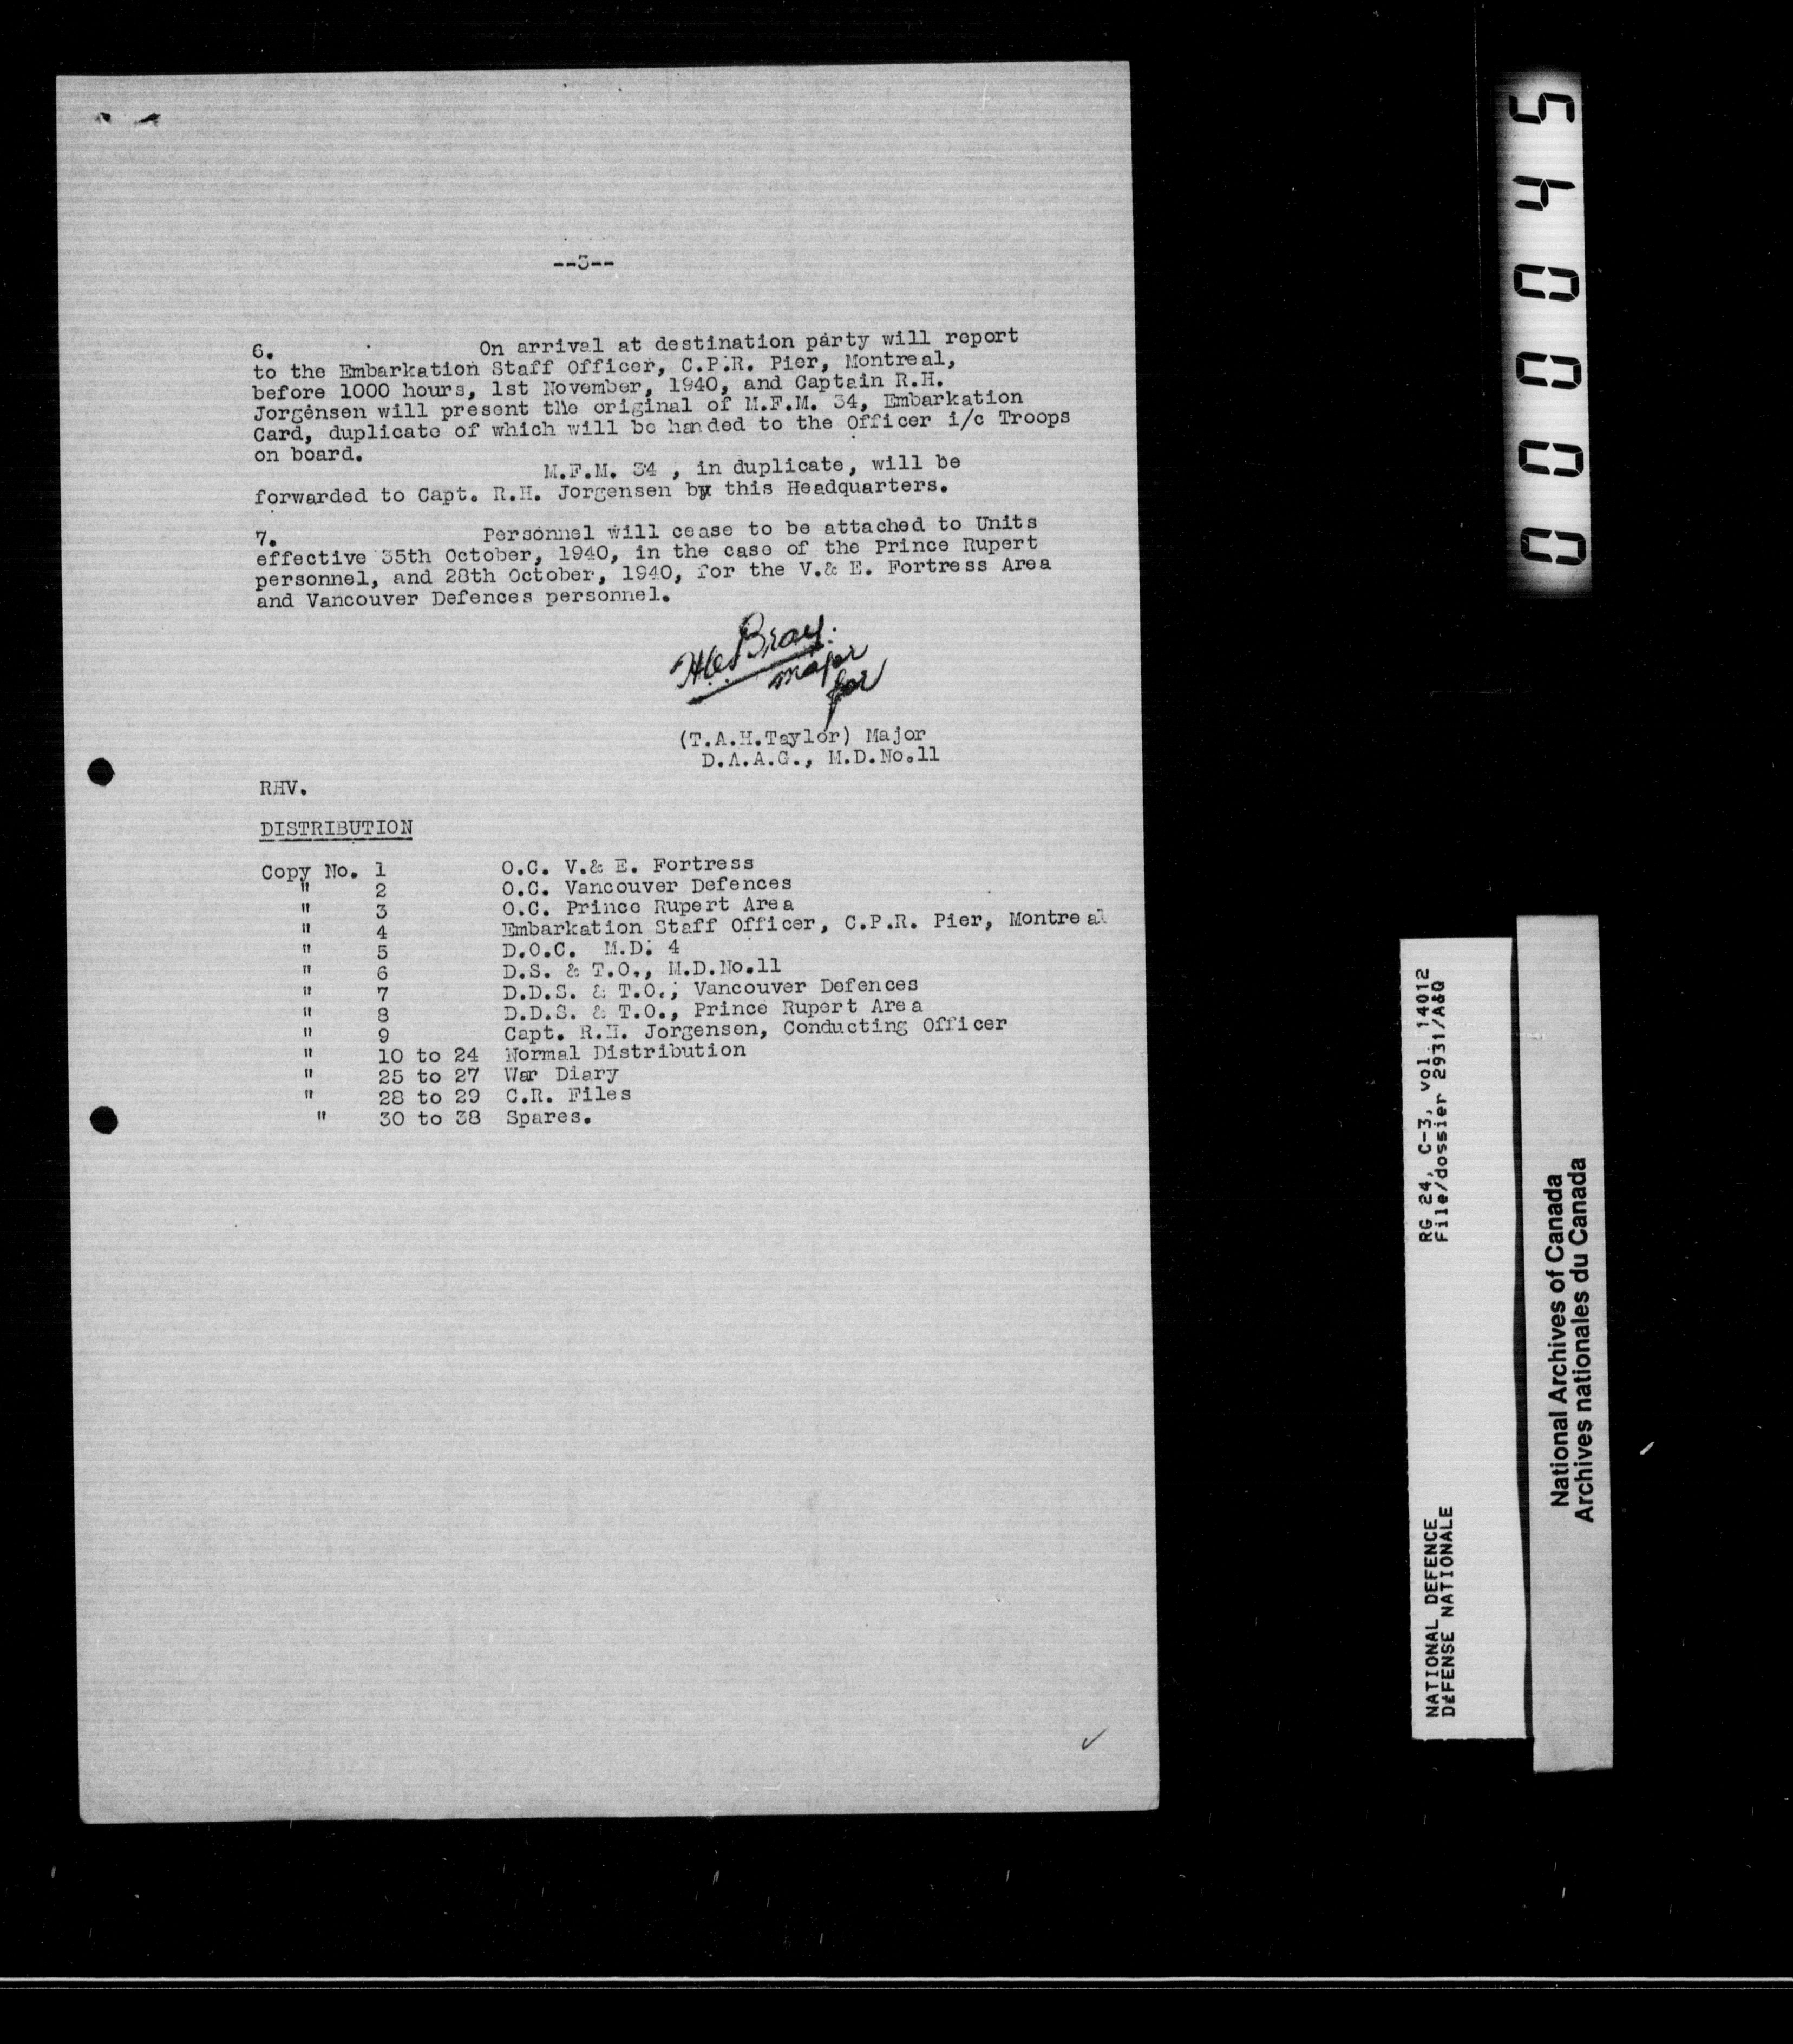 --3--
6. On arrival at destination party will report
to the Embarkation Staff Officer, C.P.R. Pier, Montreal,
before 1000 hours, 1st November, 1940, and Captain R.H.
Jorgensen will present the original of M.F.M. 34, Embarkation
Card, duplicate of which will be handed to the Officer i/c Troops
on board.
M.F.M. 34 , in duplicate, will be
forwarded to Capt. R.H. Jorgensen by this Headquarters.
7. Personnel will cease to be attached to Units
effective 35th October, 1940, in the case of the Prince Rupert
personnel, and 28th October, 1940, for the V.& E. Fortress Area
and Vancouver Defences personnel.
Bray.
Major
for
(T.A.H.Taylor) Major
D.A.A.G., M.D.No.11
RHV.
DISTRIBUTION
Copy No. 1 O.C. V.& E. Fortress
" 2 O.C. Vancouver Defences
" 3 O.C. Prince Rupert Area
" 4 Embarkation Staff Officer, C.P.R. Pier, Montreal
" 5 D.O.C. M.D. 4
" 6 D.S. & T.O., M.D.No.11
" 7 D.D.S. & T.O., Vancouver Defences
" 8 D.D.S. & T.O., Prince Rupert Area
" 9 Capt. R.H. Jorgensen, Conducting Officer
" 10 to 24 Normal Distribution
" 25 to 27 War Diary
" 28 to 29 C.R. Files
" 30 to 38 Spares.
000045
NATIONAL DEFENCE RG 24, C-3, vol. 14012
DÉFENSE NATIONALE File/dossier 2931/A&Q
National Archives of Canada
Archives nationales du Canada